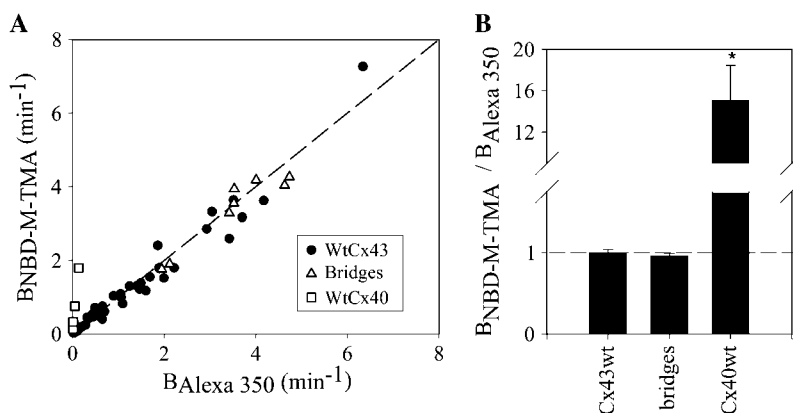 A
B
BNBD-M-TMA (min⁻¹)
8
6
4
2
0
0
2
4
6
8
BAlexa 350 (min⁻¹)
WtCx43
Bridges
WtCx40
BNBD-M-TMA / BAlexa 350
20
16
12
1
0
*
Cx43wt
bridges
Cx40wt